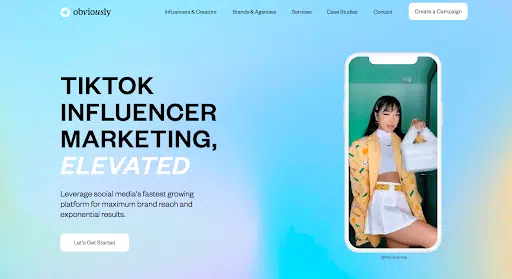 obviously
Influencers & Creators
Brands & Agencies
Services
Case Studies
Contact
Create a Campaign
TIKTOK
INFLUENCER
MARKETING,
ELEVATED
Leverage social media's fastest growing
platform for maximum brand reach and
exponential results.
Let's Get Started